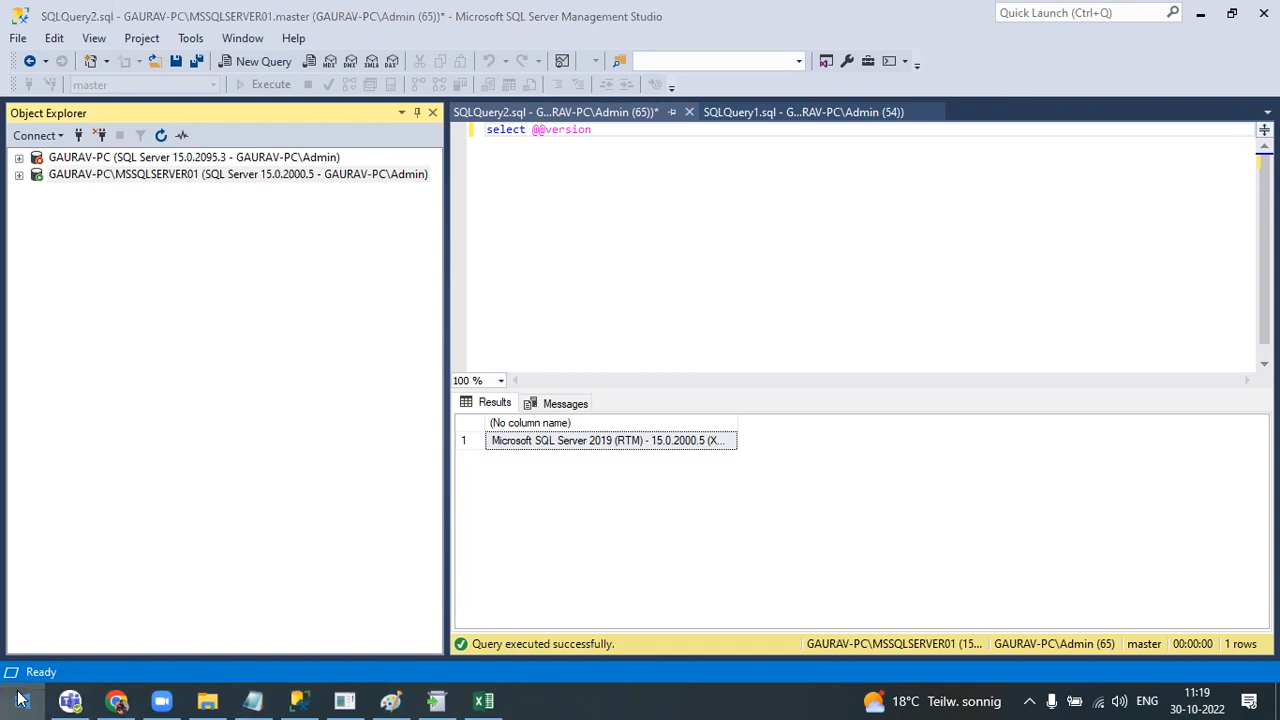 SQLQuery2.sql - GAURAV-PC\MSSQLSERVER01.master (GAURAV-PC\Admin (65))* - Microsoft SQL Server Management Studio
Quick Launch (Ctrl+Q)
File Edit View Project Tools Window Help
New Query MDX DMX XMLA DAX
master Execute
Object Explorer
SQLQuery2.sql - G...RAV-PC\Admin (65))* SQLQuery1.sql - G...RAV-PC\Admin (54))
Connect
select @@version
GAURAV-PC (SQL Server 15.0.2095.3 - GAURAV-PC\Admin)
GAURAV-PC\MSSQLSERVER01 (SQL Server 15.0.2000.5 - GAURAV-PC\Admin)
100 %
Results Messages
(No column name)
1 Microsoft SQL Server 2019 (RTM) - 15.0.2000.5 (X...
Query executed successfully. GAURAV-PC\MSSQLSERVER01 (15... GAURAV-PC\Admin (65) master 00:00:00 1 rows
Ready
18°C Teilw. sonnig ENG 11:19
30-10-2022